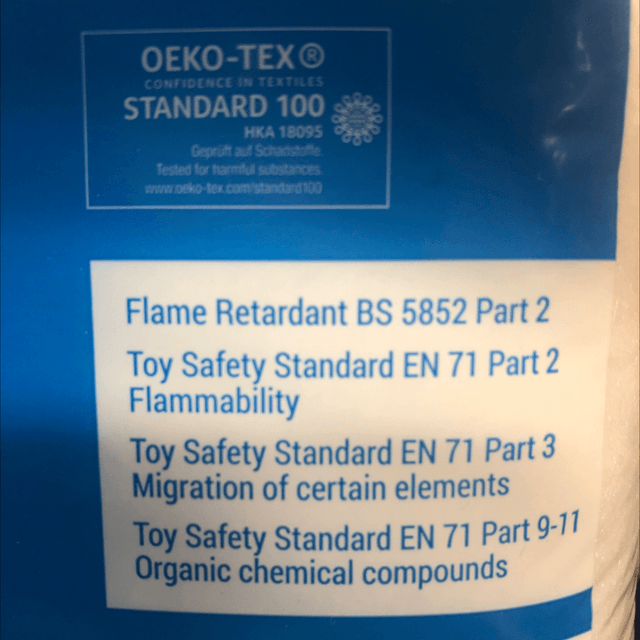 OEKO-TEX®
CONFIDENCE IN TEXTILES
STANDARD 100
HKA 18095
Geprüft auf Schadstoffe.
Tested for harmful substances.
www.oeko-tex.com/standard100
Flame Retardant BS 5852 Part 2
Toy Safety Standard EN 71 Part 2
Flammability
Toy Safety Standard EN 71 Part 3
Migration of certain elements
Toy Safety Standard EN 71 Part 9-11
Organic chemical compounds